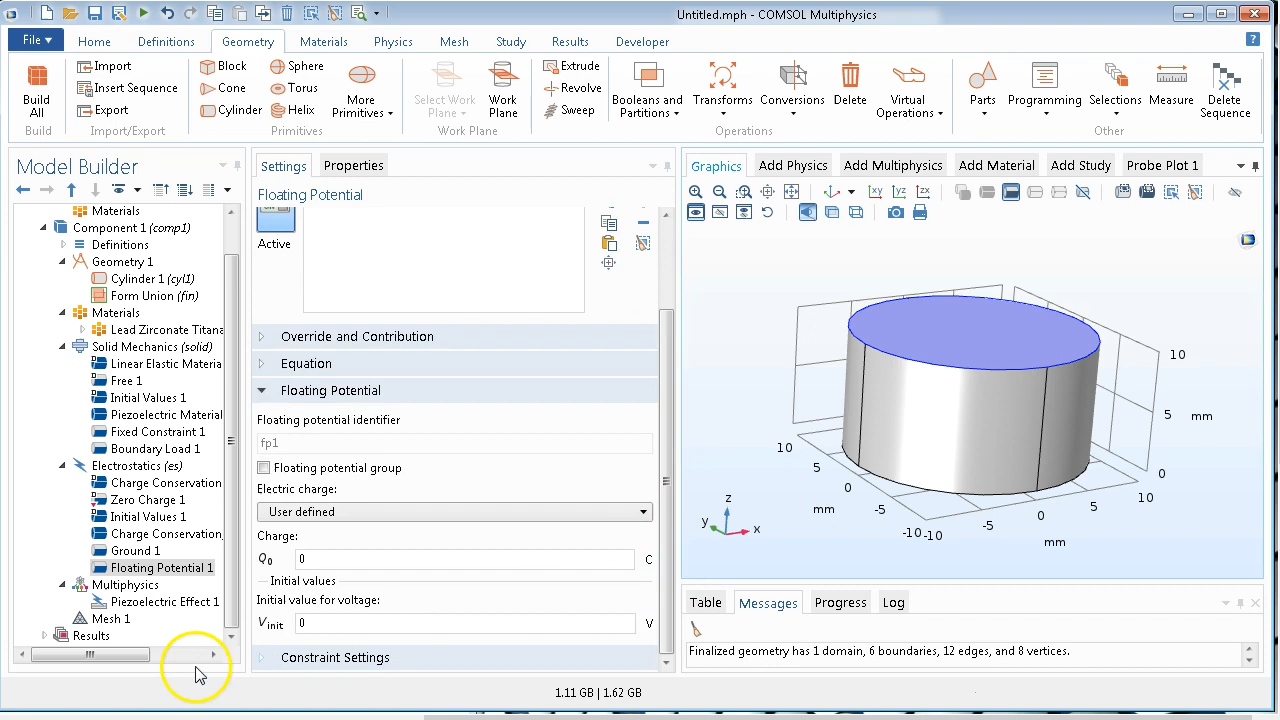 Untitled.mph - COMSOL Multiphysics
File Home Definitions Geometry Materials Physics Mesh Study Results Developer
Build All
Build
Import
Insert Sequence
Export
Import/Export
Block
Cone
Cylinder
Sphere
Torus
Helix
More Primitives
Primitives
Select Work Plane
Work Plane
Work Plane
Extrude
Revolve
Sweep
Booleans and Partitions
Transforms
Conversions
Delete
Virtual Operations
Operations
Parts
Programming
Selections
Measure
Delete Sequence
Other
Model Builder
Materials
Component 1 (comp1)
Definitions
Geometry 1
Cylinder 1 (cyl1)
Form Union (fin)
Materials
Lead Zirconate Titana
Solid Mechanics (solid)
Linear Elastic Materia
Free 1
Initial Values 1
Piezoelectric Material
Fixed Constraint 1
Boundary Load 1
Electrostatics (es)
Charge Conservation
Zero Charge 1
Initial Values 1
Charge Conservation,
Ground 1
Floating Potential 1
Multiphysics
Piezoelectric Effect 1
Mesh 1
Results
Settings Properties
Floating Potential
Active
Override and Contribution
Equation
Floating Potential
Floating potential identifier
fp1
Floating potential group
Electric charge:
User defined
Charge:
Q0 0 C
Initial values
Initial value for voltage:
Vinit 0 V
Constraint Settings
Graphics Add Physics Add Multiphysics Add Material Add Study Probe Plot 1
xy yz zx
10
5 mm
0
10
5
0
-5
-10
mm
-10
-5
0
5
10
mm
z
y x
Table Messages Progress Log
Finalized geometry has 1 domain, 6 boundaries, 12 edges, and 8 vertices.
1.11 GB | 1.62 GB